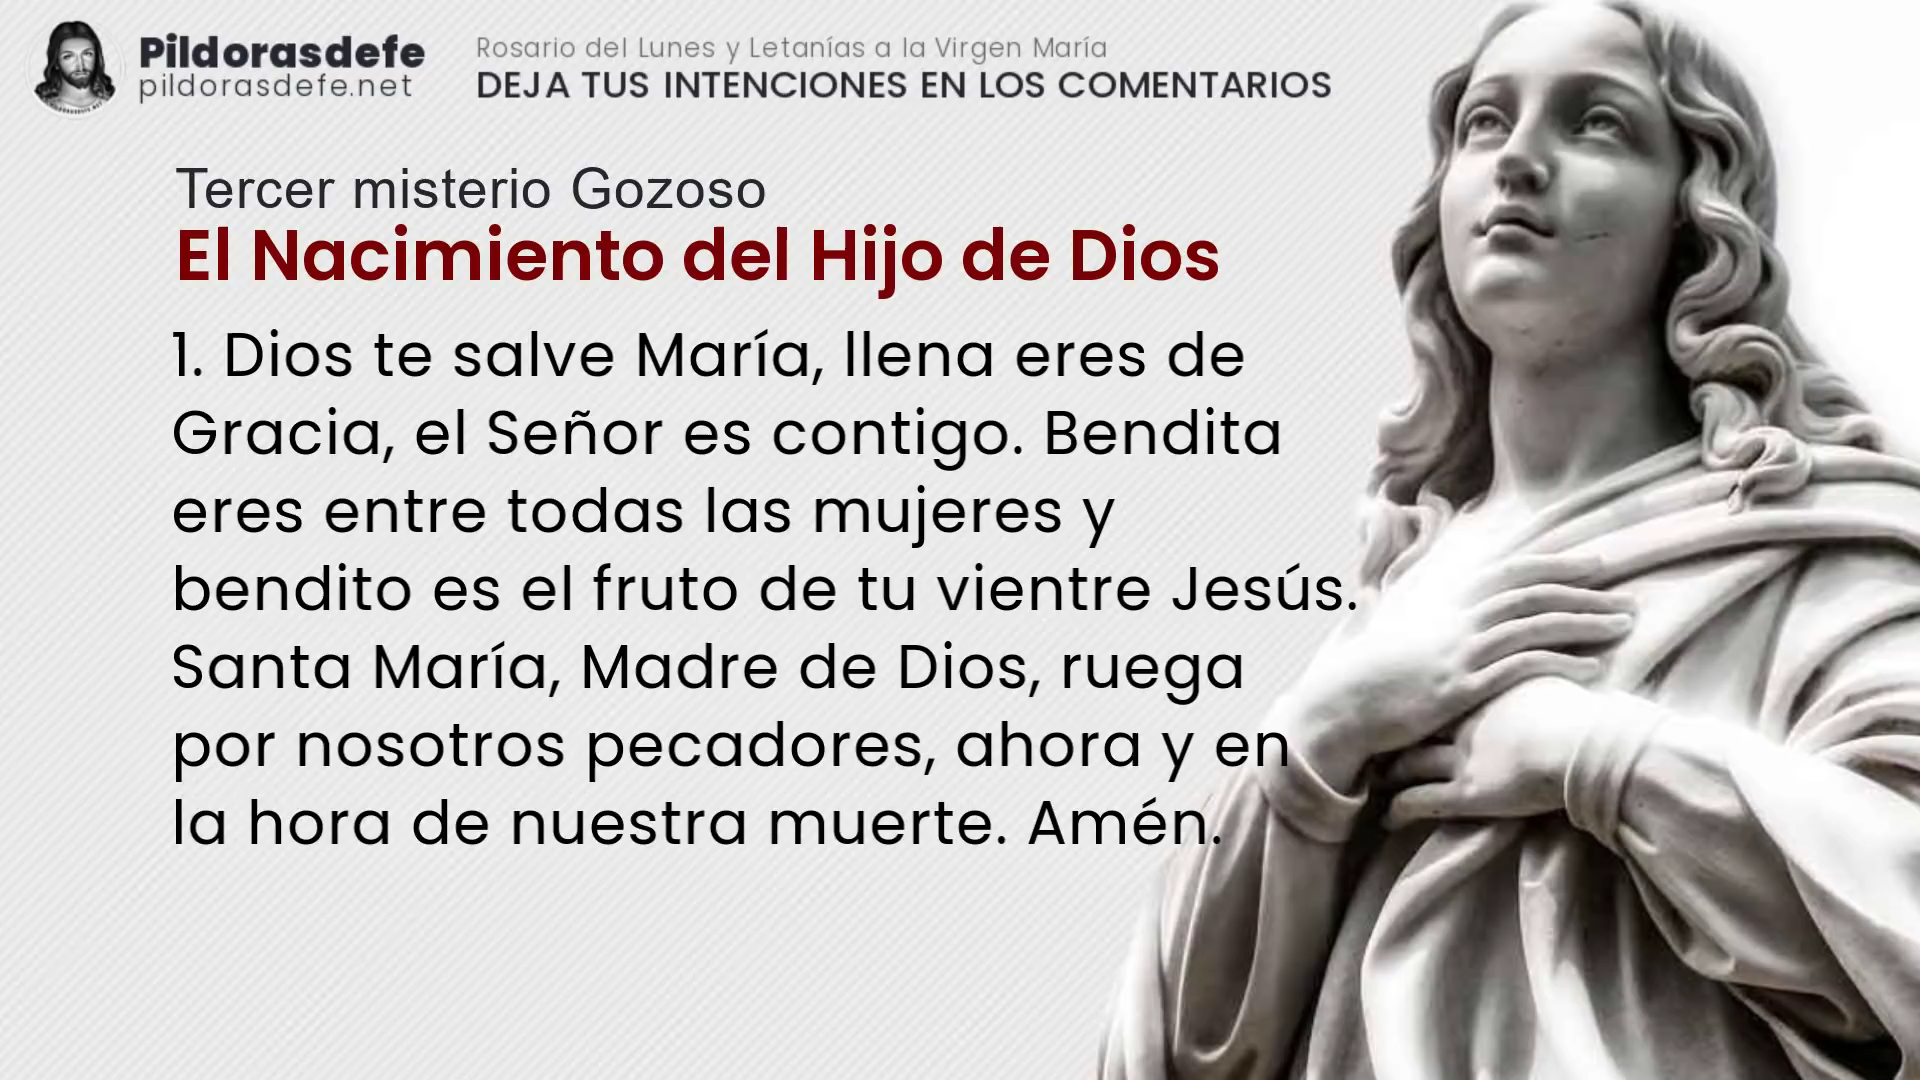 Pildorasdefe
pildorasdefe.net
Rosario del Lunes y Letanías a la Virgen María
DEJA TUS INTENCIONES EN LOS COMENTARIOS
Tercer misterio Gozoso
El Nacimiento del Hijo de Dios
1. Dios te salve María, llena eres de
Gracia, el Señor es contigo. Bendita
eres entre todas las mujeres y
bendito es el fruto de tu vientre Jesús.
Santa María, Madre de Dios, ruega
por nosotros pecadores, ahora y en
la hora de nuestra muerte. Amén.